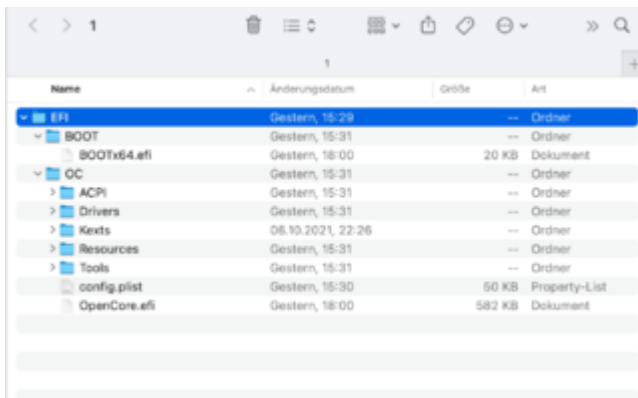 1
1
Name Änderungsdatum Größe Art
EFI Gestern, 15:29 -- Ordner
BOOT Gestern, 15:31 -- Ordner
BOOTx64.efi Gestern, 18:00 20 KB Dokument
OC Gestern, 15:31 -- Ordner
ACPI Gestern, 15:31 -- Ordner
Drivers Gestern, 15:31 -- Ordner
Kexts 06.10.2021, 22:26 -- Ordner
Resources Gestern, 15:31 -- Ordner
Tools Gestern, 15:31 -- Ordner
config.plist Gestern, 15:30 50 KB Property-List
OpenCore.efi Gestern, 18:00 582 KB Dokument